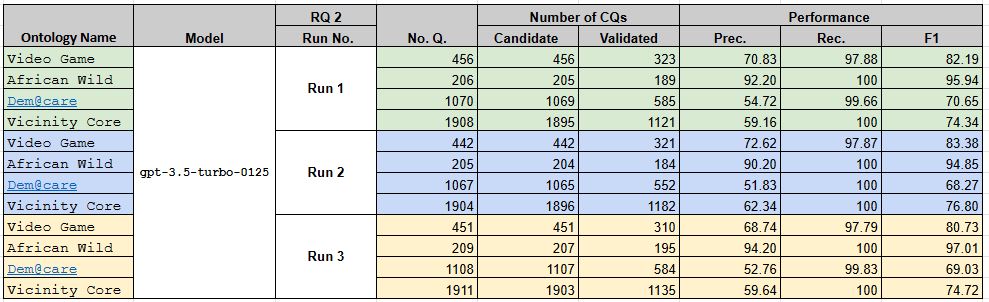 RQ 2 Number of CQs Performance
Ontology Name Model Run No. No. Q. Candidate Validated Prec. Rec. F1
Video Game 456 456 323 70.83 97.88 82.19
African Wild 206 205 189 92.20 100 95.94
Run 1
Dem@care 1070 1069 585 54.72 99.66 70.65
Vicinity Core 1908 1895 1121 59.16 100 74.34
Video Game 442 442 321 72.62 97.87 83.38
African Wild 205 204 184 90.20 100 94.85
gpt-3.5-turbo-0125 Run 2
Dem@care 1067 1065 552 51.83 100 68.27
Vicinity Core 1904 1896 1182 62.34 100 76.80
Video Game 451 451 310 68.74 97.79 80.73
African Wild 209 207 195 94.20 100 97.01
Run 3
Dem@care 1108 1107 584 52.76 99.83 69.03
Vicinity Core 1911 1903 1135 59.64 100 74.72